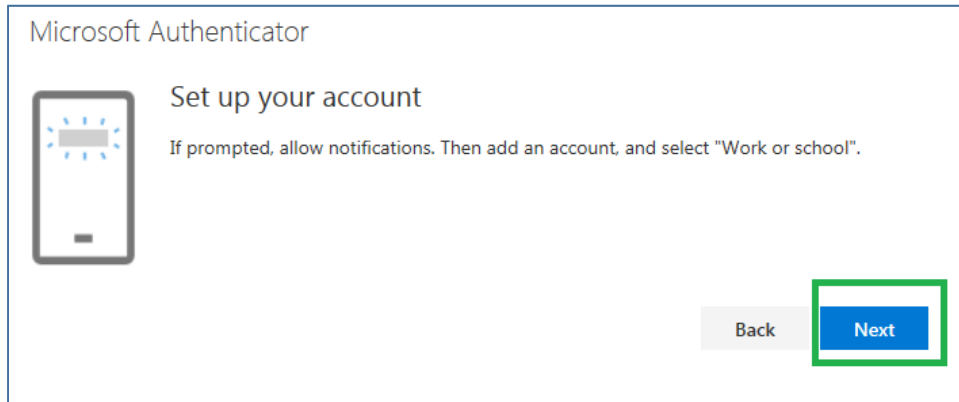 Microsoft Authenticator
Set up your account
If prompted, allow notifications. Then add an account, and select "Work or school".
Back
Next